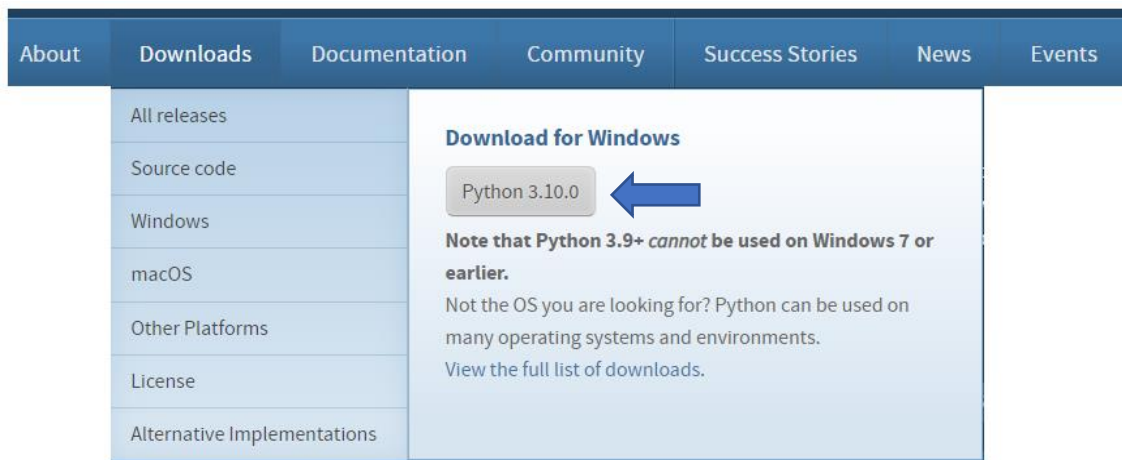 About Downloads Documentation Community Success Stories News Events
All releases
Source code
Windows
macOS
Other Platforms
License
Alternative Implementations
Download for Windows
Python 3.10.0
Note that Python 3.9+ cannot be used on Windows 7 or
earlier.
Not the OS you are looking for? Python can be used on
many operating systems and environments.
View the full list of downloads.